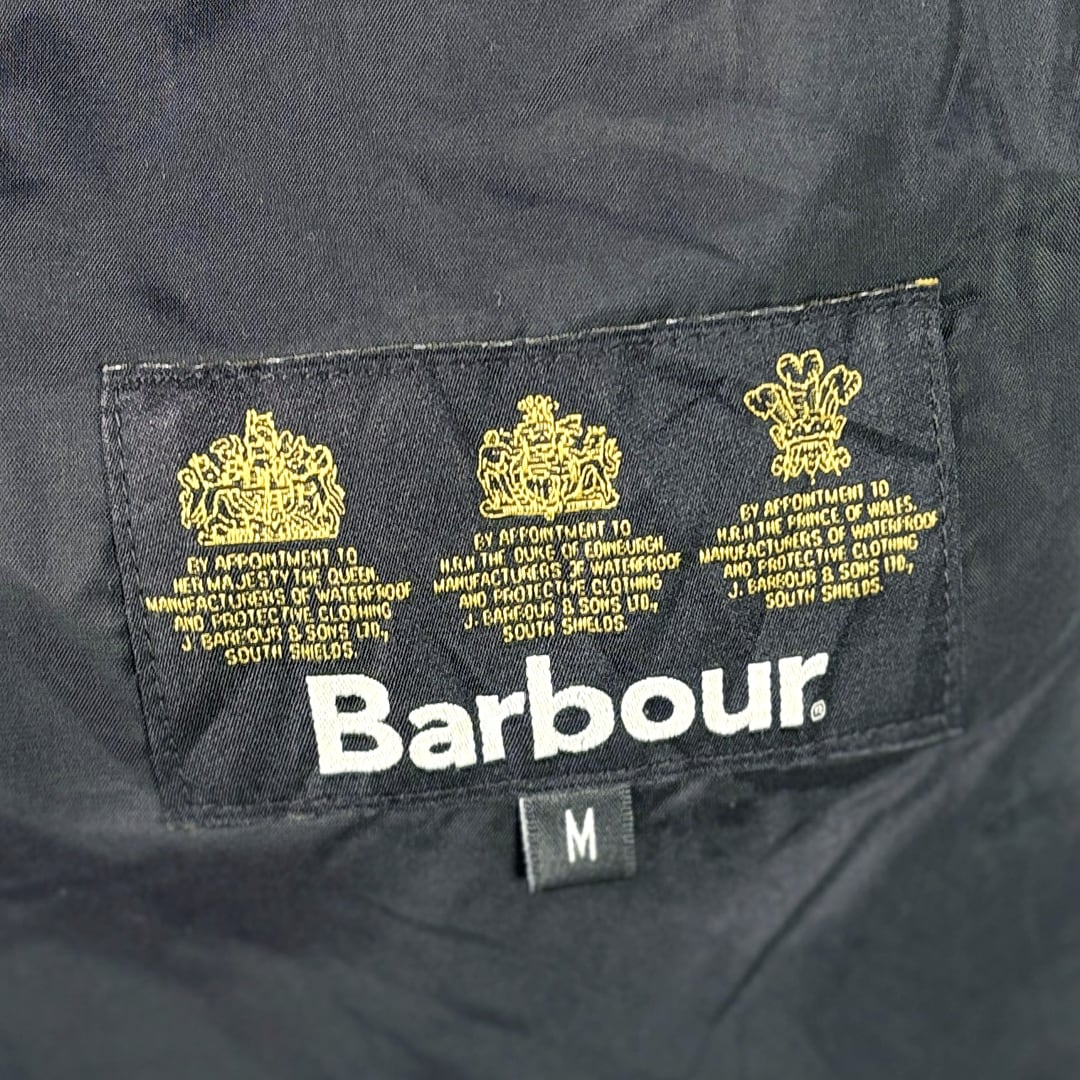 BY APPOINTMENT TO
HER MAJESTY THE QUEEN,
MANUFACTURERS OF WATERPROOF
AND PROTECTIVE CLOTHING
J. BARBOUR & SONS LTD.,
SOUTH SHIELDS.
BY APPOINTMENT TO
H.R.H THE DUKE OF EDINBURGH,
MANUFACTURERS OF WATERPROOF
AND PROTECTIVE CLOTHING
J. BARBOUR & SONS LTD.,
SOUTH SHIELDS.
BY APPOINTMENT TO
H.R.H THE PRINCE OF WALES,
MANUFACTURERS OF WATERPROOF
AND PROTECTIVE CLOTHING
J. BARBOUR & SONS LTD.,
SOUTH SHIELDS.
Barbour®
M